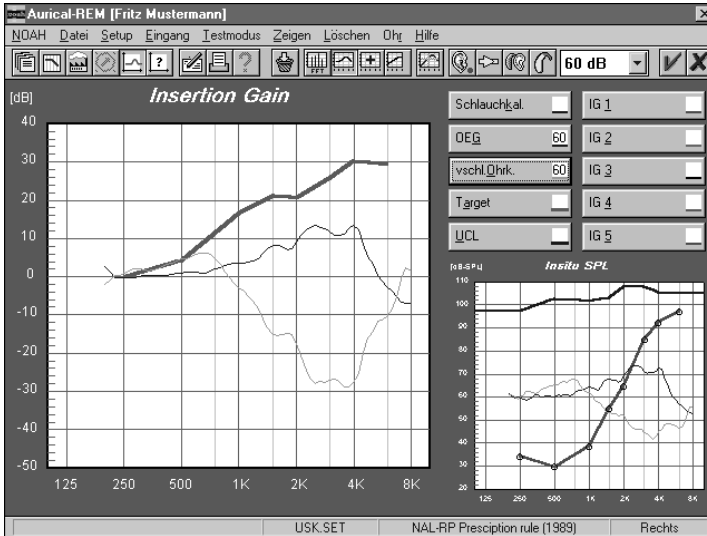 Aurical-REM [Fritz Mustermann]
NOAH Datei Setup Eingang Testmodus Zeigen Löschen Ohr Hilfe
FFT 60 dB
[dB] Insertion Gain
40
30
20
10
0
-10
-20
-30
-40
-50
125 250 500 1K 2K 4K 8K
Schlauchkal. IG 1
OEG 60 IG 2
vschl.Ohrk. 60 IG 3
Target IG 4
UCL IG 5
[dB-SPL] Insitu SPL
110
100
90
80
70
60
50
40
30
20
125 250 500 1K 2K 4K 8K
USK.SET NAL-RP Presciption rule (1989) Rechts